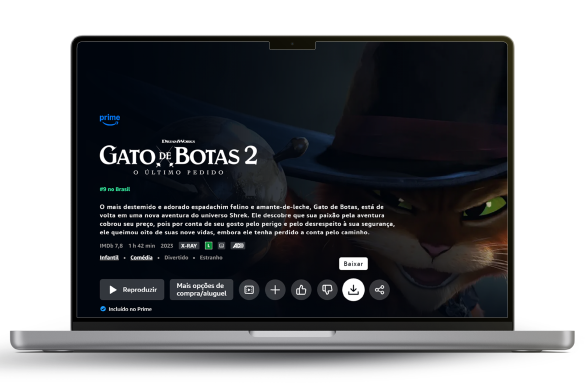 prime
DREAMWORKS
GATO DE BOTAS 2
O ÚLTIMO PEDIDO
#9 no Brasil
O mais destemido e adorado espadachim felino e amante-de-leche, Gato de Botas, está de
volta em uma nova aventura do universo Shrek. Ele descobre que sua paixão pela aventura
cobrou seu preço, pois por conta de seu gosto pelo perigo e pelo desrespeito à sua segurança,
ele queimou oito de suas nove vidas, embora ele tenha perdido a conta pelo caminho.
IMDb 7,8 1 h 42 min 2023 X-RAY L AD
Infantil • Comédia • Divertido • Estranho
Baixar
Reproduzir
Mais opções de
compra/aluguel
Incluído no Prime